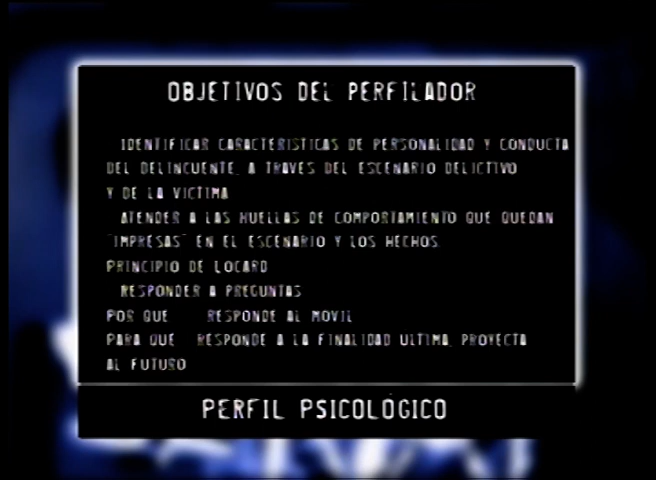 OBJETIVOS DEL PERFILADOR
IDENTIFICAR CARACTERISTICAS DE PERSONALIDAD Y CONDUCTA
DEL DELINCUENTE, A TRAVES DEL ESCENARIO DELICTIVO
Y DE LA VICTIMA
ATENDER A LAS HUELLAS DE COMPORTAMIENTO QUE QUEDAN
"IMPRESAS" EN EL ESCENARIO Y LOS HECHOS.
PRINCIPIO DE LOCARD
RESPONDER A PREGUNTAS
POR QUE RESPONDE AL MOVIL
PARA QUE RESPONDE A LA FINALIDAD ULTIMA, PROYECTA
AL FUTURO
PERFIL PSICOLÓGICO